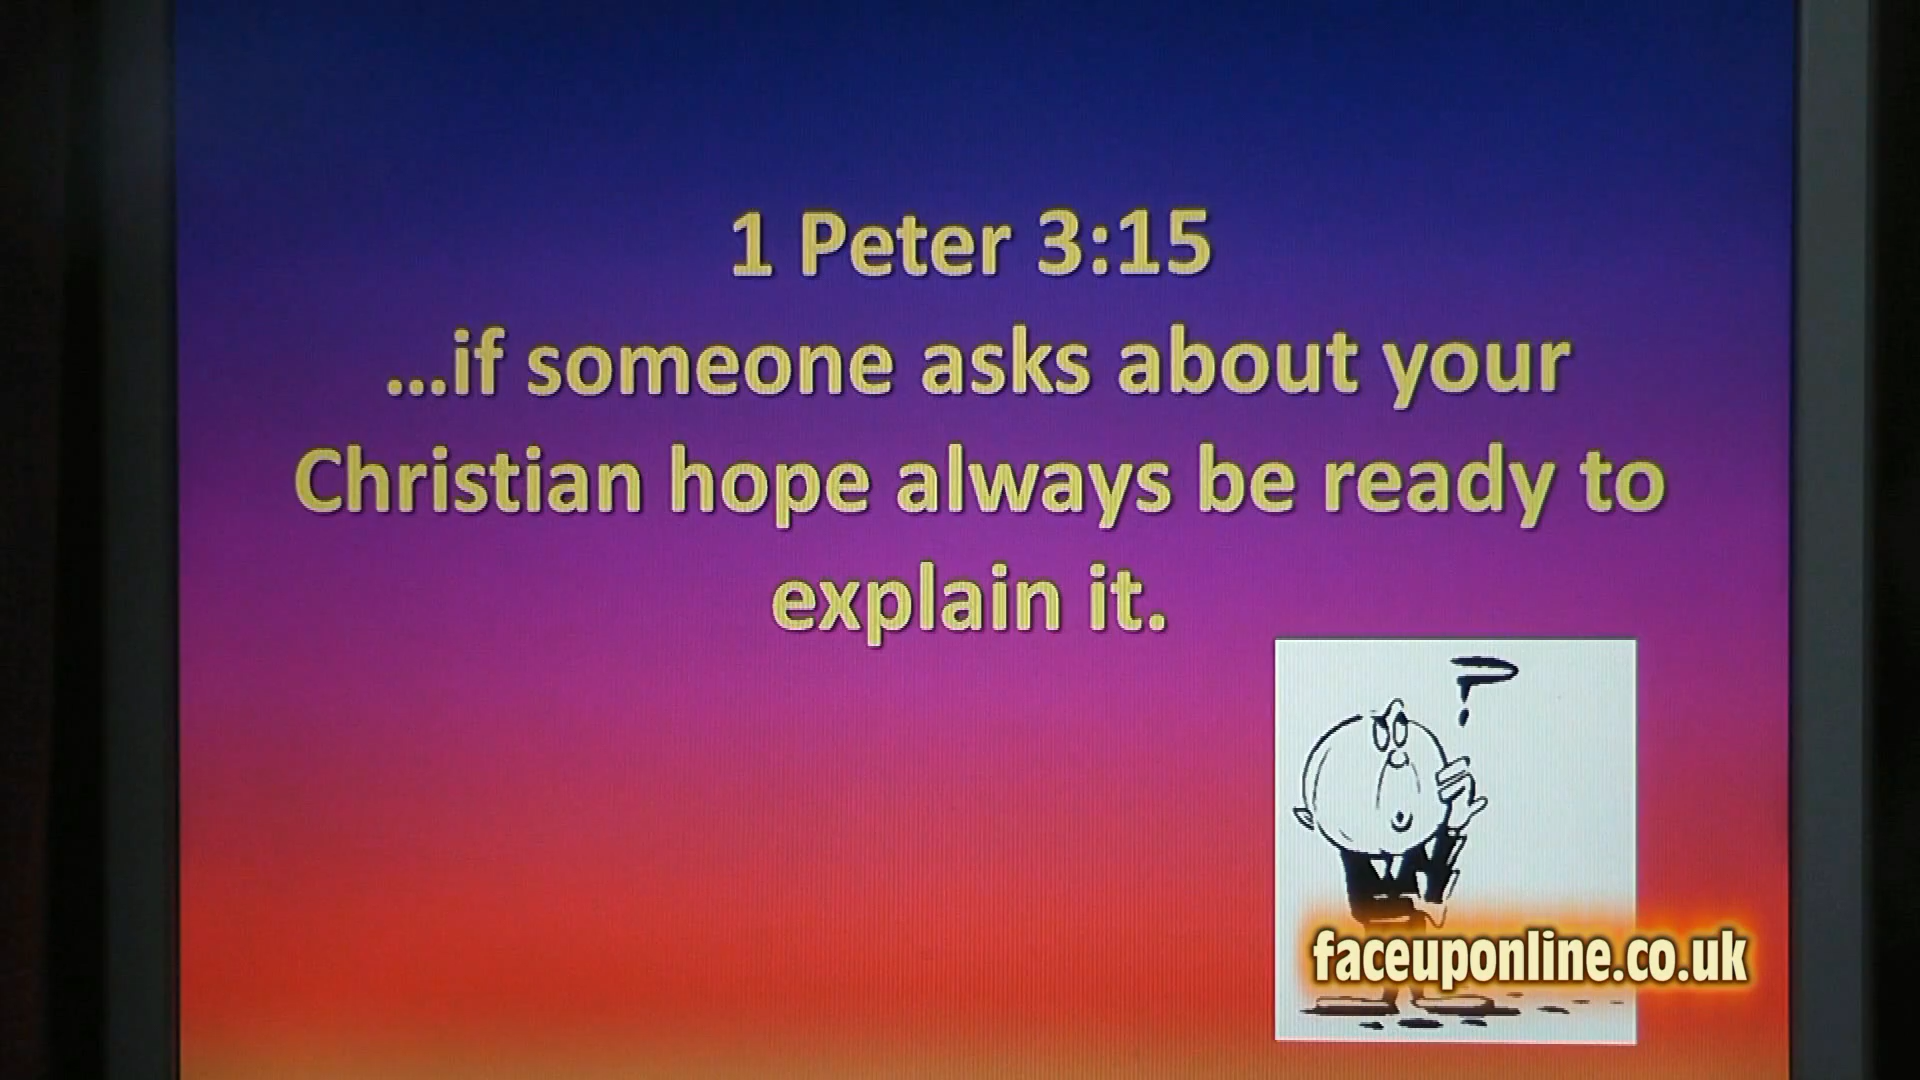 1 Peter 3:15
...if someone asks about your
Christian hope always be ready to
explain it.
?
faceuponline.co.uk